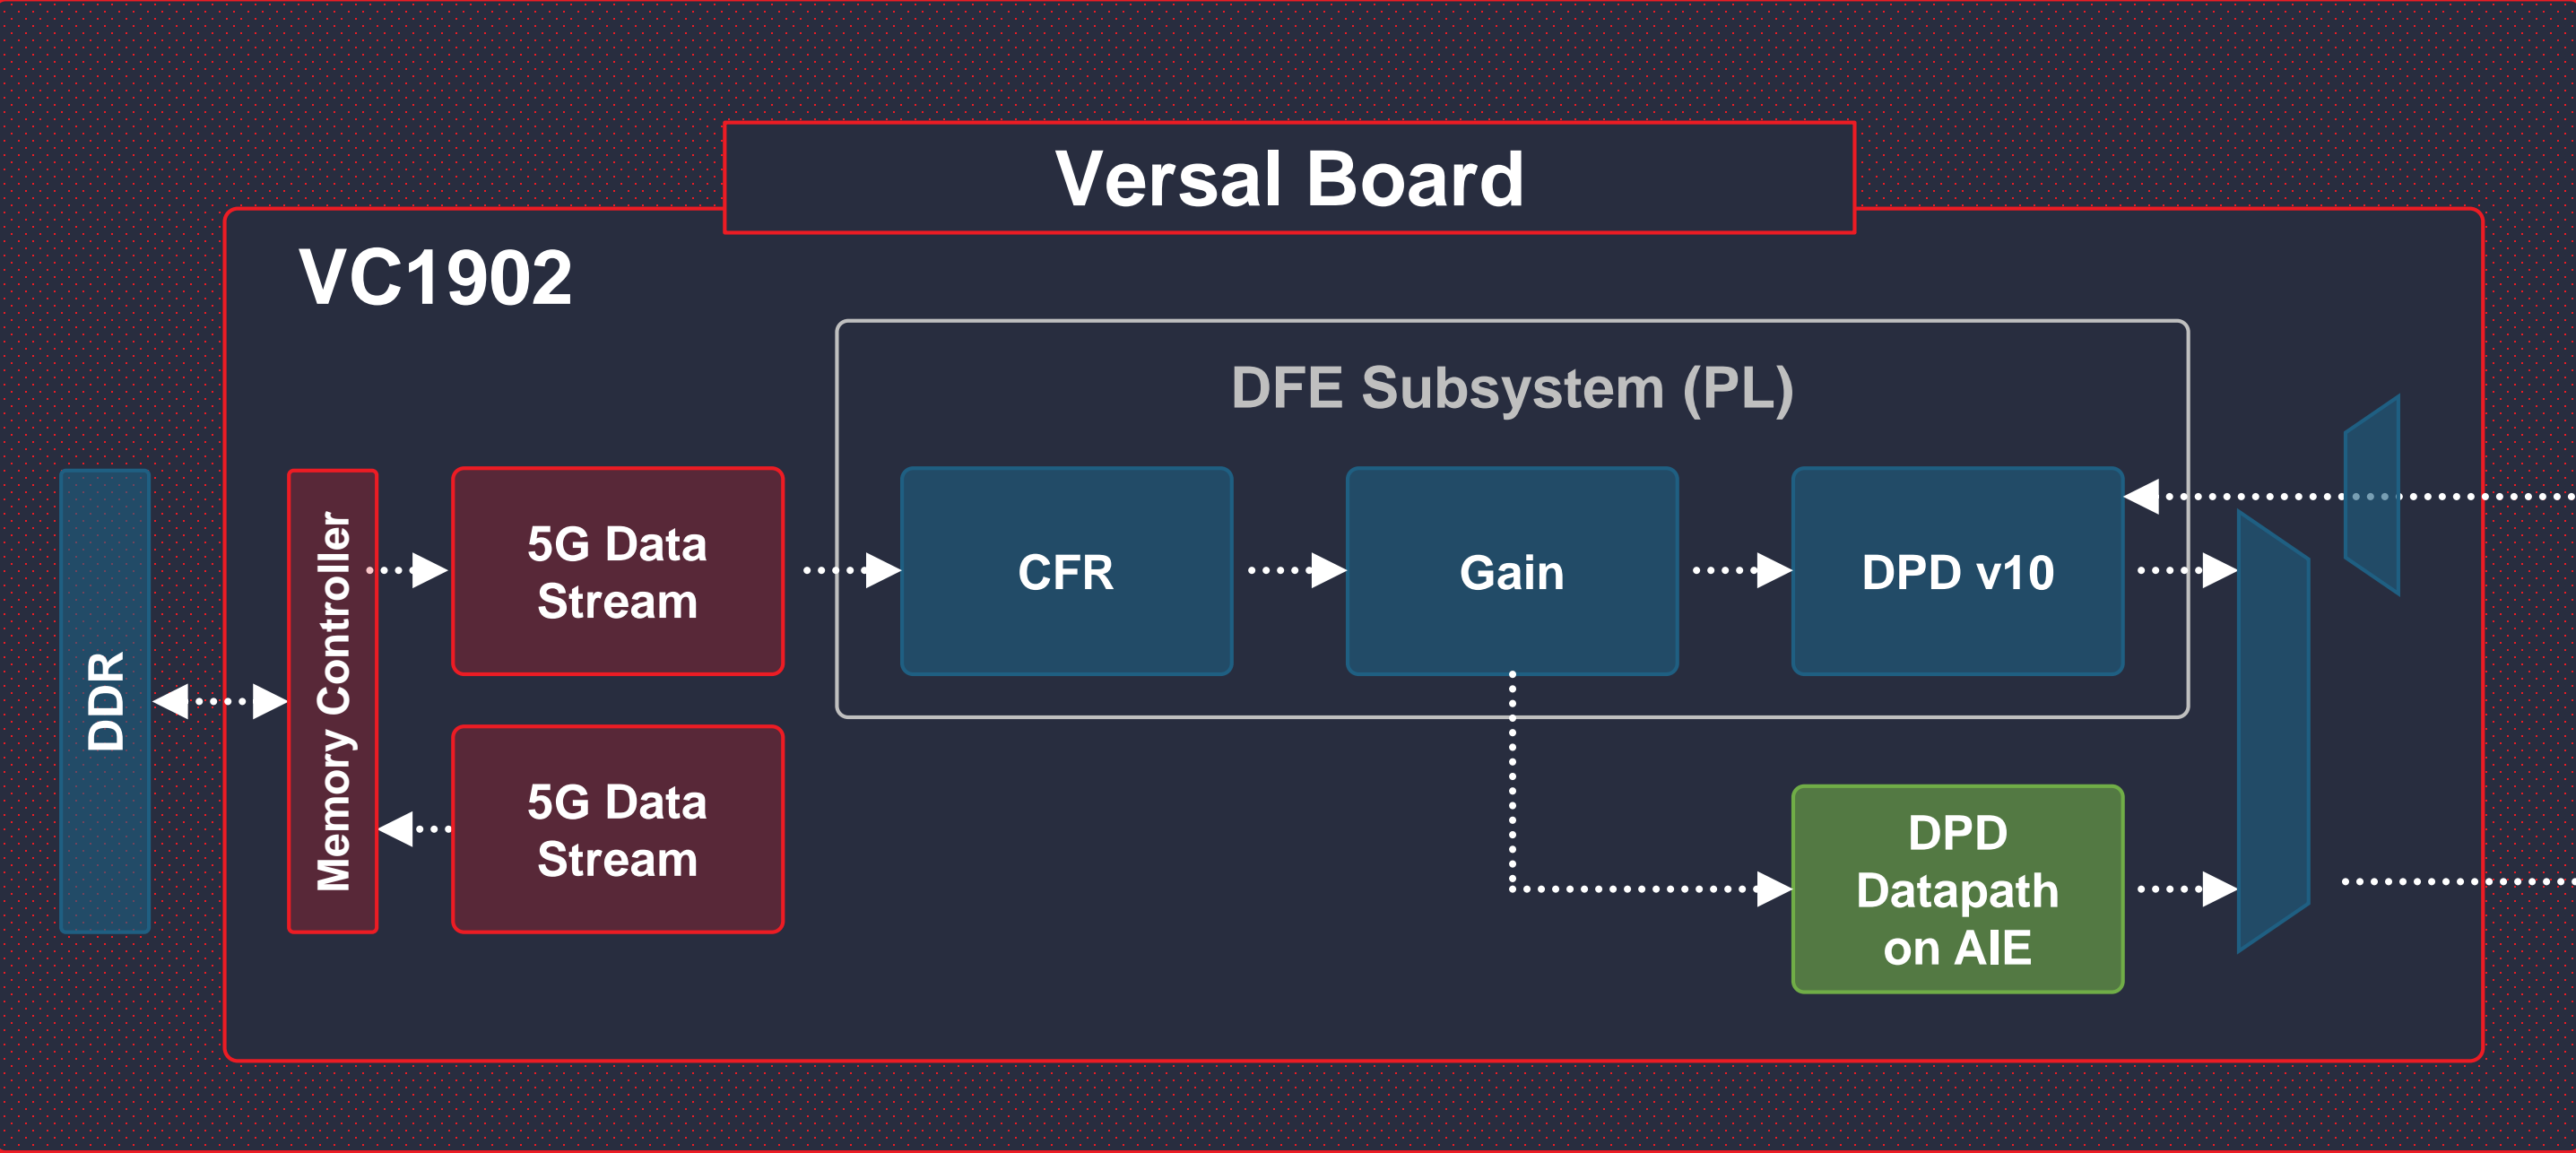 Versal Board
VC1902
DFE Subsystem (PL)
DDR
Memory Controller
5G Data
Stream
CFR
Gain
DPD v10
5G Data
Stream
DPD
Datapath
on AIE